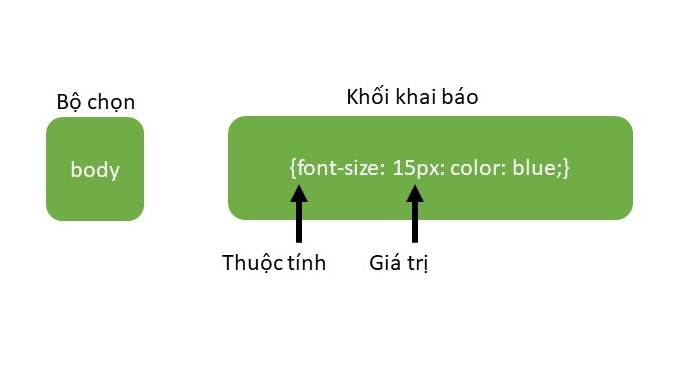 Bộ chọn
body
Khối khai báo
{font-size: 15px: color: blue;}
Thuộc tính
Giá trị